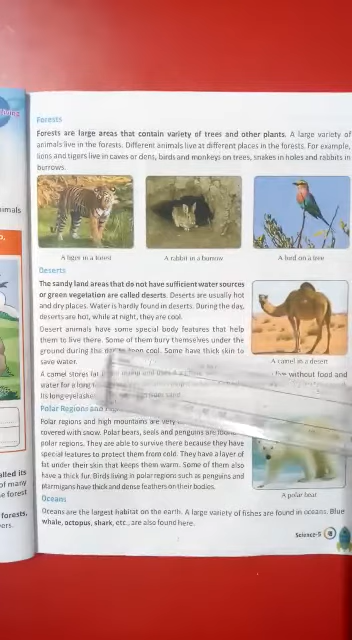 Forests
Forests are large areas that contain variety of trees and other plants. A large variety of
animals live in the forests. Different animals live at different places in the forests. For example,
lions and tigers live in caves or dens, birds and monkeys on trees, snakes in holes and rabbits in
burrows.
A tiger in a forest
A rabbit in a burrow
A bird on a tree
Deserts
The sandy land areas that do not have sufficient water sources
or green vegetation are called deserts. Deserts are usually hot
and dry places. Water is hardly found in deserts. During the day,
deserts are hot, while at night, they are cool.
Desert animals have some special body features that help
them to live there. Some of them bury themselves under the
ground during the day to keep cool. Some have thick skin to
save water.
A camel in a desert
A camel stores fat
without food and
water for a long
Its long eyelashes
Polar Regions and
Polar regions and high mountains are very
covered with snow. Polar bears, seals and penguins are
polar regions. They are able to survive there because they have
special features to protect them from cold. They have a layer of
fat under their skin that keeps them warm. Some of them also
have a thick fur. Birds living in polar regions such as penguins and
ptarmigans have thick and dense feathers on their bodies.
A polar bear
Oceans
Oceans are the largest habitat on the earth. A large variety of fishes are found in oceans. Blue
whale, octopus, shark, etc., are also found here.
Science-5
imals
alled its
of many
e forest
forests,
ers.